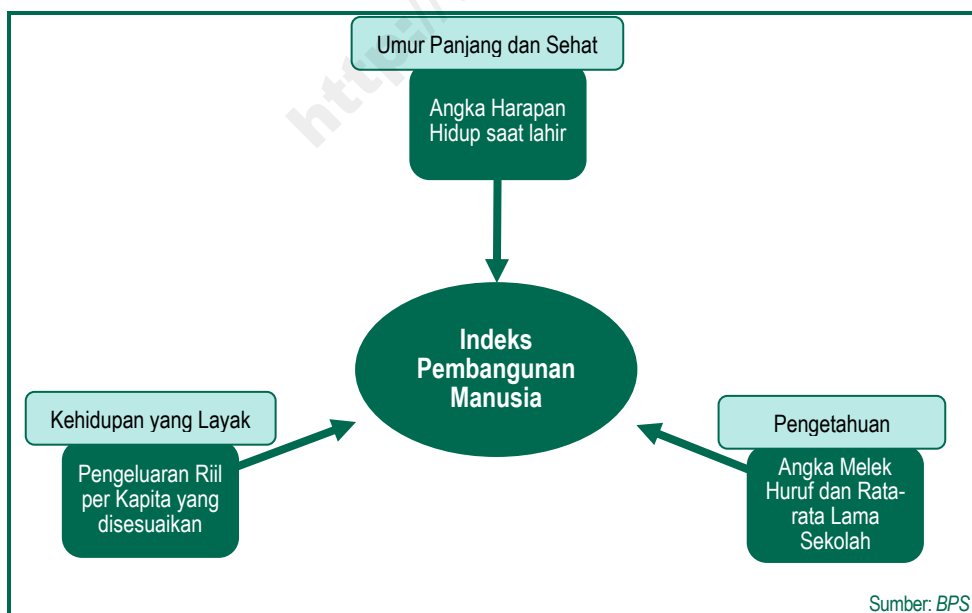 Umur Panjang dan Sehat
Angka Harapan
Hidup saat lahir
Indeks
Pembangunan
Manusia
Kehidupan yang Layak
Pengeluaran Riil
per Kapita yang
disesuaikan
Pengetahuan
Angka Melek
Huruf dan Rata-
rata Lama
Sekolah
Sumber: BPS
http:/